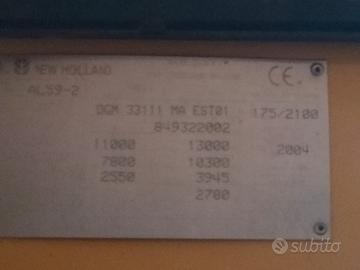 NEW HOLLAND
CE
AL59-2
DGM 33111 MA EST01 175/2100
849322002
11000 13000 2004
7800 10300
2550 3945
2780
subito